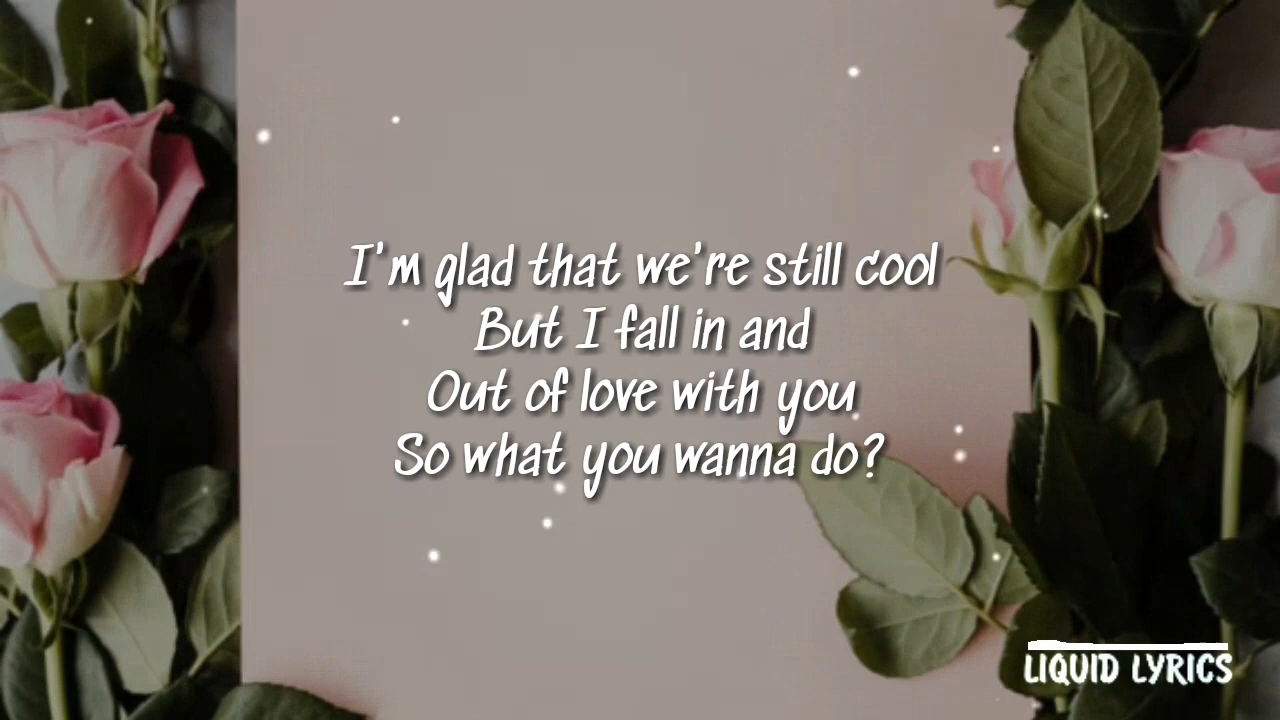 I'm glad that we're still cool
But I fall in and
Out of love with you
So what you wanna do?
LIQUID LYRICS